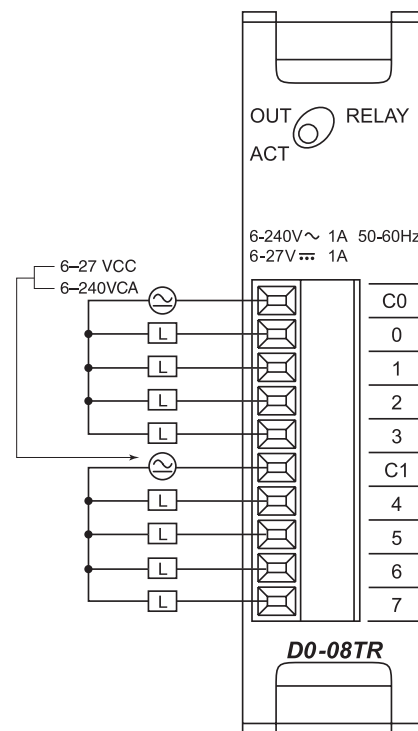 OUT RELAY
ACT
6-240V~ 1A 50-60Hz
6-27V⎓ 1A
6–27 VCC
6–240VCA
C0
L 0
L 1
L 2
L 3
C1
L 4
L 5
L 6
L 7
D0-08TR